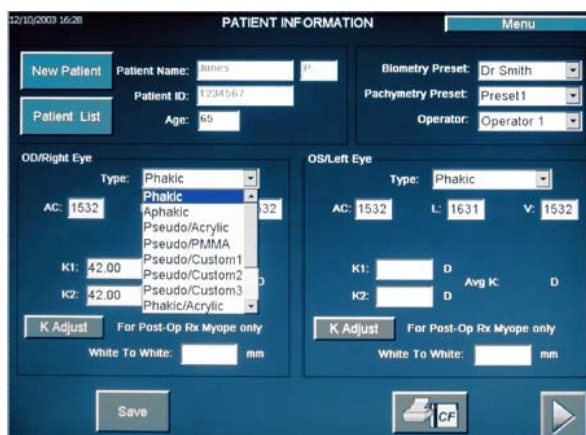 12/10/2003 16:28
PATIENT INFORMATION
Menu
New Patient
Patient Name: Junes P
Patient ID: 1234567
Patient List
Age: 65
Biometry Preset: Dr Smith
Pachymetry Preset: Preset1
Operator: Operator 1
OD/Right Eye
Type: Phakic
Phakic
Aphakic
Pseudo/Acrylic
Pseudo/PMMA
Pseudo/Custom1
Pseudo/Custom2
Pseudo/Custom3
Phakic/Acrylic
AC: 1532
532
K1: 42.00
K2: 42.00
K Adjust For Post-Op Rx Myope only
White To White: mm
OS/Left Eye
Type: Phakic
AC: 1532 L: 1631 V: 1532
K1: D
Avg K: D
K2: D
K Adjust For Post-Op Rx Myope only
White To White: mm
Save
CF